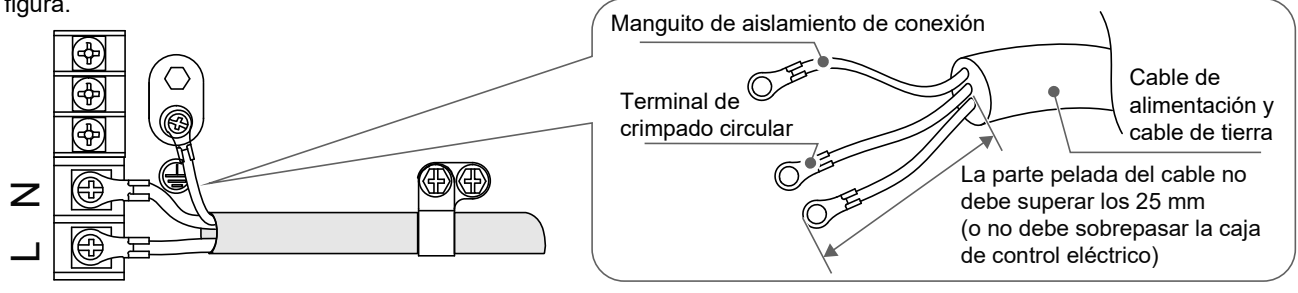 figura.
N
L
Manguito de aislamiento de conexión
Terminal de
crimpado circular
Cable de
alimentación y
cable de tierra
La parte pelada del cable no
debe superar los 25 mm
(o no debe sobrepasar la caja
de control eléctrico)